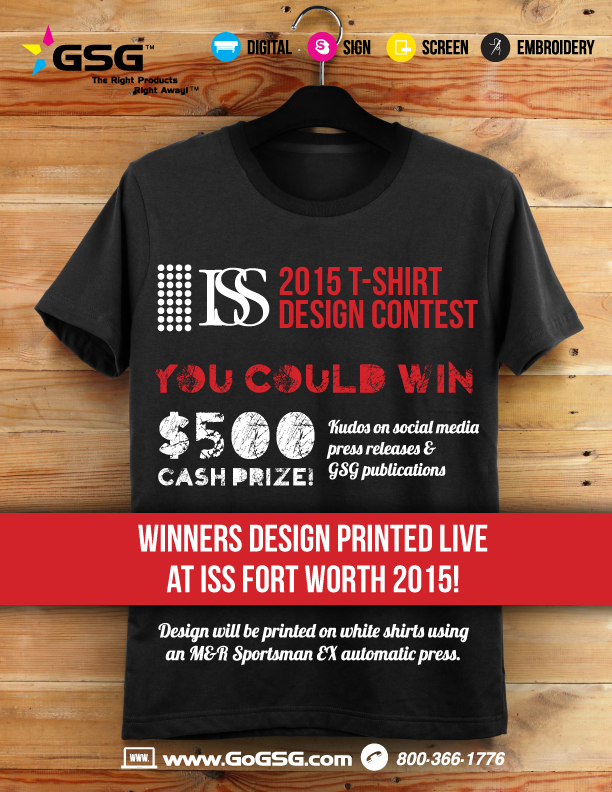 GSG™
The Right Products
Right Away!™
DIGITAL
SIGN
SCREEN
EMBROIDERY
ISS
2015 T-SHIRT
DESIGN CONTEST
YOU COULD WIN
$500
CASH PRIZE!
Kudos on social media
press releases &
GSG publications
WINNERS DESIGN PRINTED LIVE
AT ISS FORT WORTH 2015!
Design will be printed on white shirts using
an M&R Sportsman EX automatic press.
WWW. www.GoGSG.com 800-366-1776